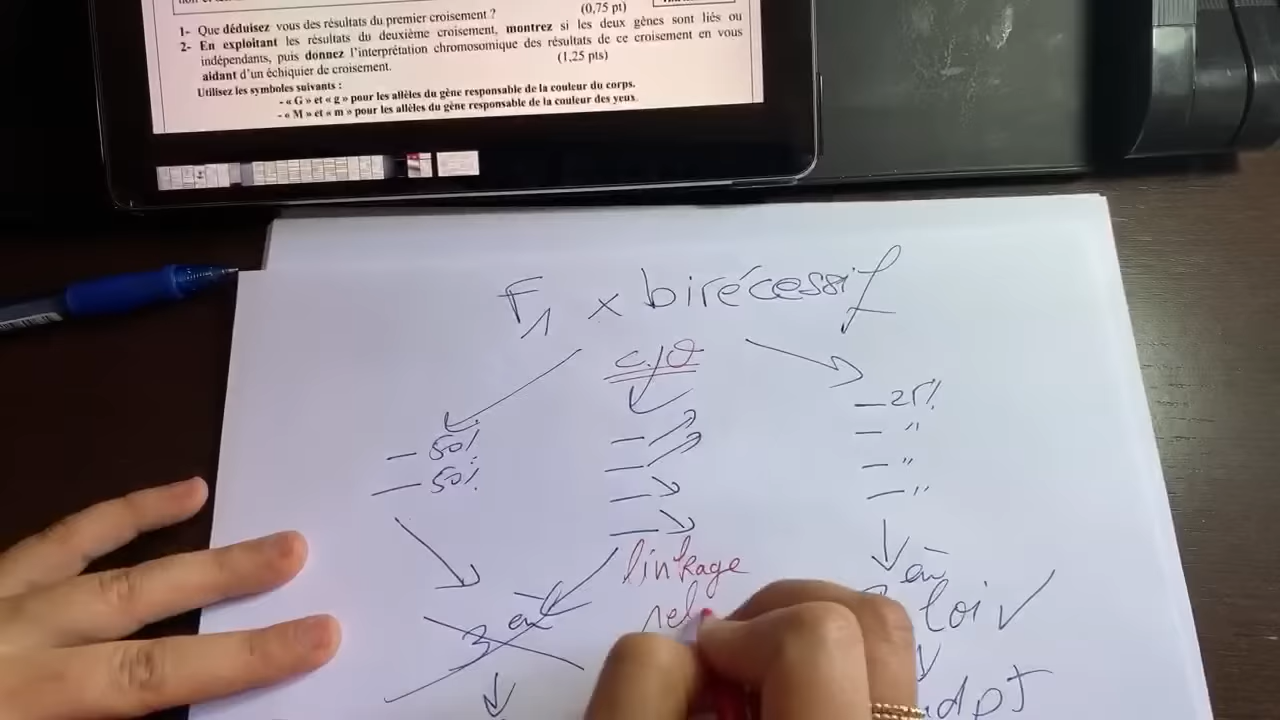 (0,75 pt)
1- Que déduisez vous des résultats du premier croisement ?
2- En exploitant les résultats du deuxième croisement, montrez si les deux gènes sont liés ou
indépendants, puis donnez l'interprétation chromosomique des résultats de ce croisement en vous
aidant d'un échiquier de croisement.
(1,25 pts)
Utilisez les symboles suivants :
- « G » et « g » pour les allèles du gène responsable de la couleur du corps.
- « M » et « m » pour les allèles du gène responsable de la couleur des yeux.
F1 x birécessif
c/o
- 50%
- 50%
- 25%
- "
- "
- "
linkage
rel
3 èm
èm
loi ✓
dpt